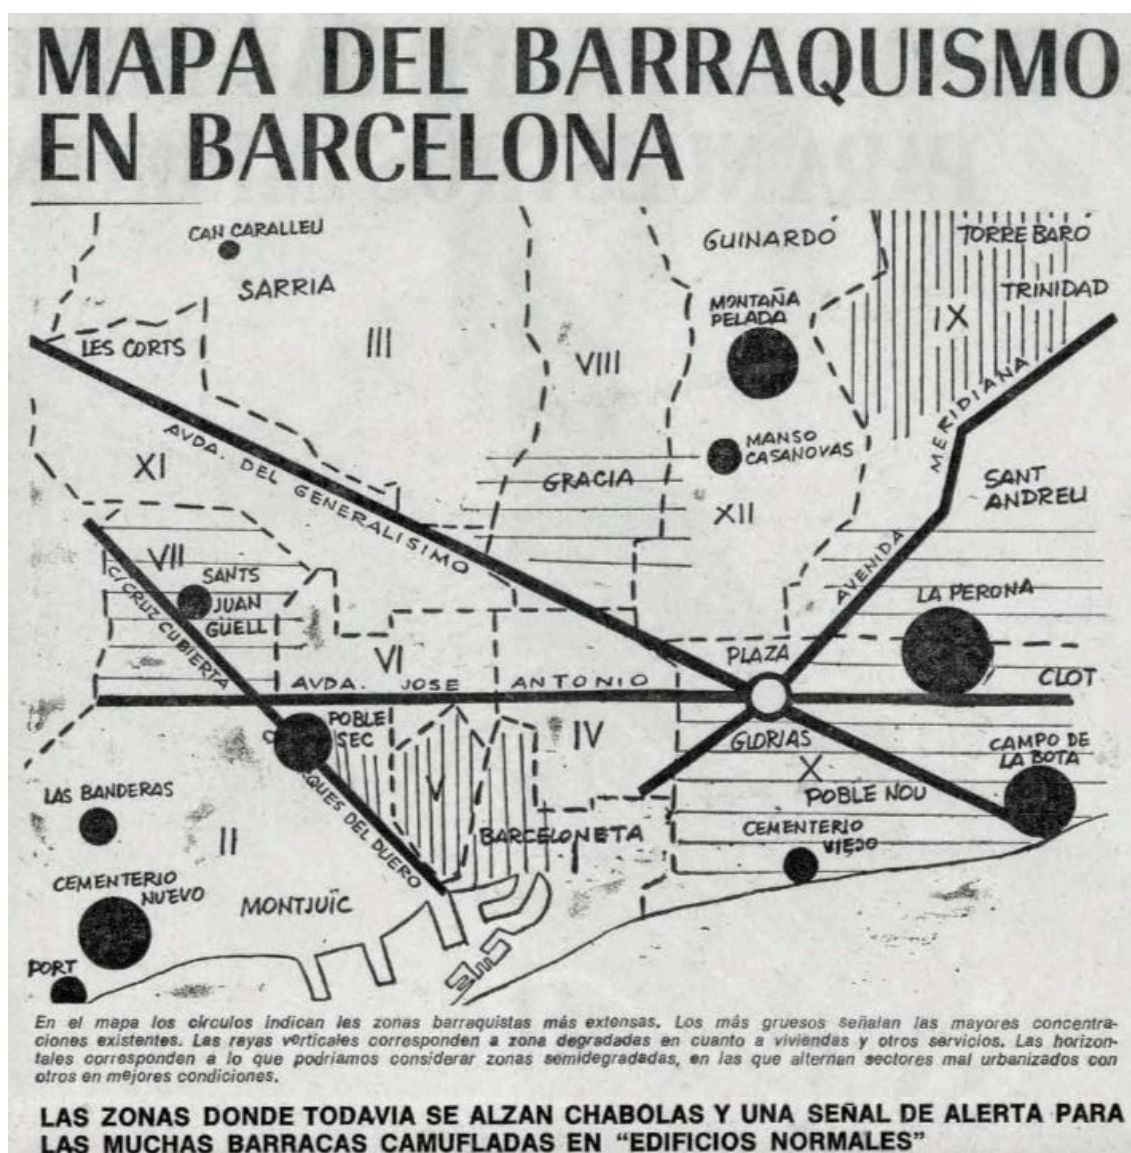 MAPA DEL BARRAQUISMO
EN BARCELONA
CAN CARALLEU
SARRIA
GUINARDÓ
TORRE BARO
TRINIDAD
MONTAÑA
PELADA
IX
LES CORTS
III
VIII
MERIDIANA
AVDA. DEL GENERALISIMO
MANSO
CASANOVAS
XI
GRACIA
SANT
ANDREU
XII
VII
SANTS
JUAN
GÜELL
C/CRUZ CUBIERTA
AVENIDA
LA PERONA
VI
PLAZA
CLOT
AVDA. JOSE ANTONIO
POBLE
SEC
IV
GLORIAS
CAMPO DE
LA BOTA
X
LAS BANDERAS
V
POBLE NOU
QUES DEL DUERO
II
BARCELONETA
I
CEMENTERIO
VIEJO
CEMENTERIO
NUEVO
MONTJUÏC
PORT
En el mapa los círculos indican las zonas barraquistas más extensas. Los más gruesos señalan las mayores concentra-
ciones existentes. Las rayas verticales corresponden a zona degradadas en cuanto a viviendas y otros servicios. Las horizon-
tales corresponden a lo que podríamos considerar zonas semidegradadas, en las que alternan sectores mal urbanizados con
otros en mejores condiciones.
LAS ZONAS DONDE TODAVIA SE ALZAN CHABOLAS Y UNA SEÑAL DE ALERTA PARA
LAS MUCHAS BARRACAS CAMUFLADAS EN “EDIFICIOS NORMALES”